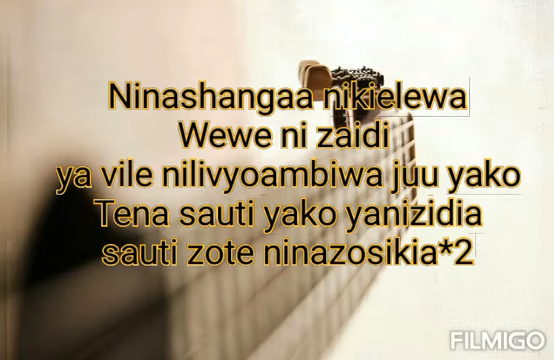 Ninashangaa nikielewa
Wewe ni zaidi
ya vile nilivyoambiwa juu yako
Tena sauti yako yanizidia
sauti zote ninazosikia*2
FILMIGO